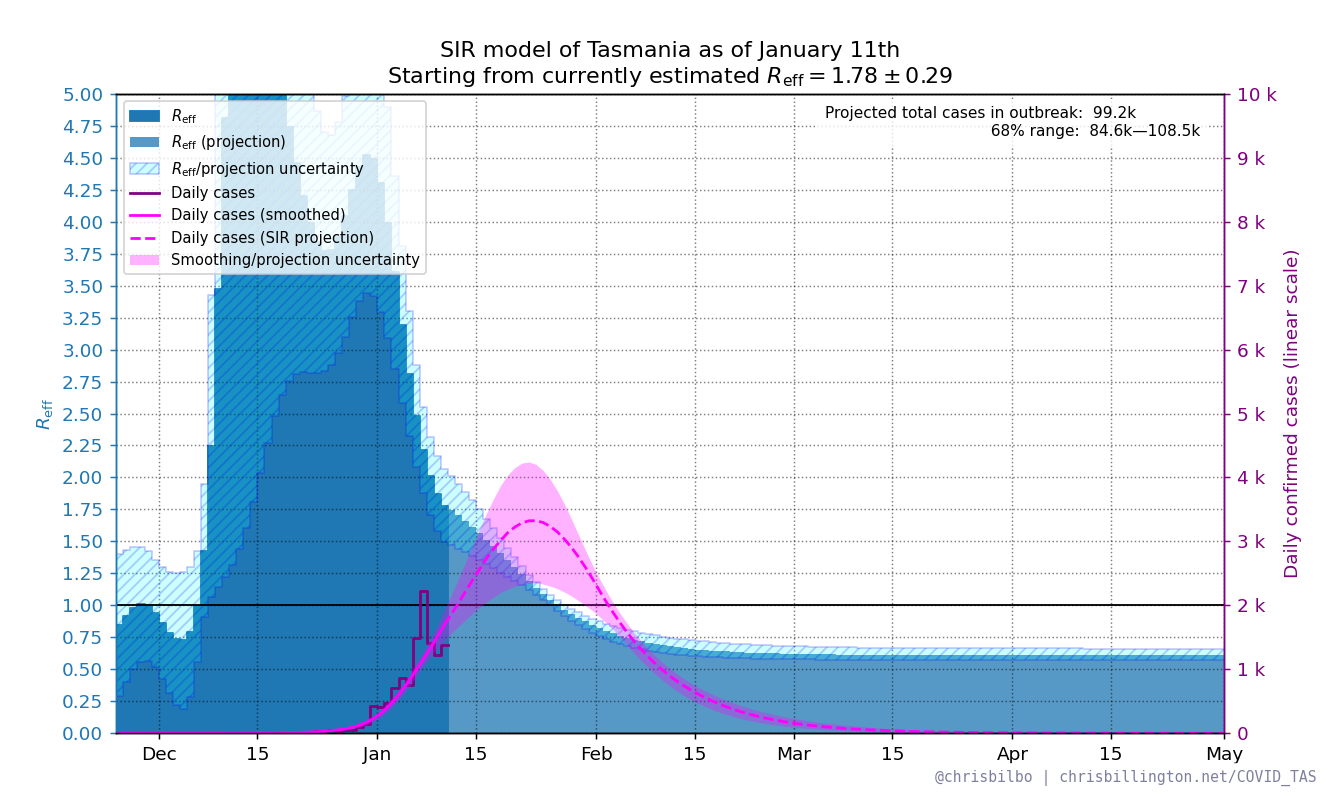 SIR model of Tasmania as of January 11th
Starting from currently estimated R_eff = 1.78 ± 0.29
5.00
4.75
4.50
4.25
4.00
3.75
3.50
3.25
3.00
2.75
2.50
2.25
2.00
1.75
1.50
1.25
1.00
0.75
0.50
0.25
0.00
R_eff
R_eff
R_eff (projection)
R_eff/projection uncertainty
Daily cases
Daily cases (smoothed)
Daily cases (SIR projection)
Smoothing/projection uncertainty
Projected total cases in outbreak: 99.2k
68% range: 84.6k—108.5k
10 k
9 k
8 k
7 k
6 k
5 k
4 k
3 k
2 k
1 k
0
Daily confirmed cases (linear scale)
Dec 15 Jan 15 Feb 15 Mar 15 Apr 15 May
@chrisbilbo | chrisbillington.net/COVID_TAS